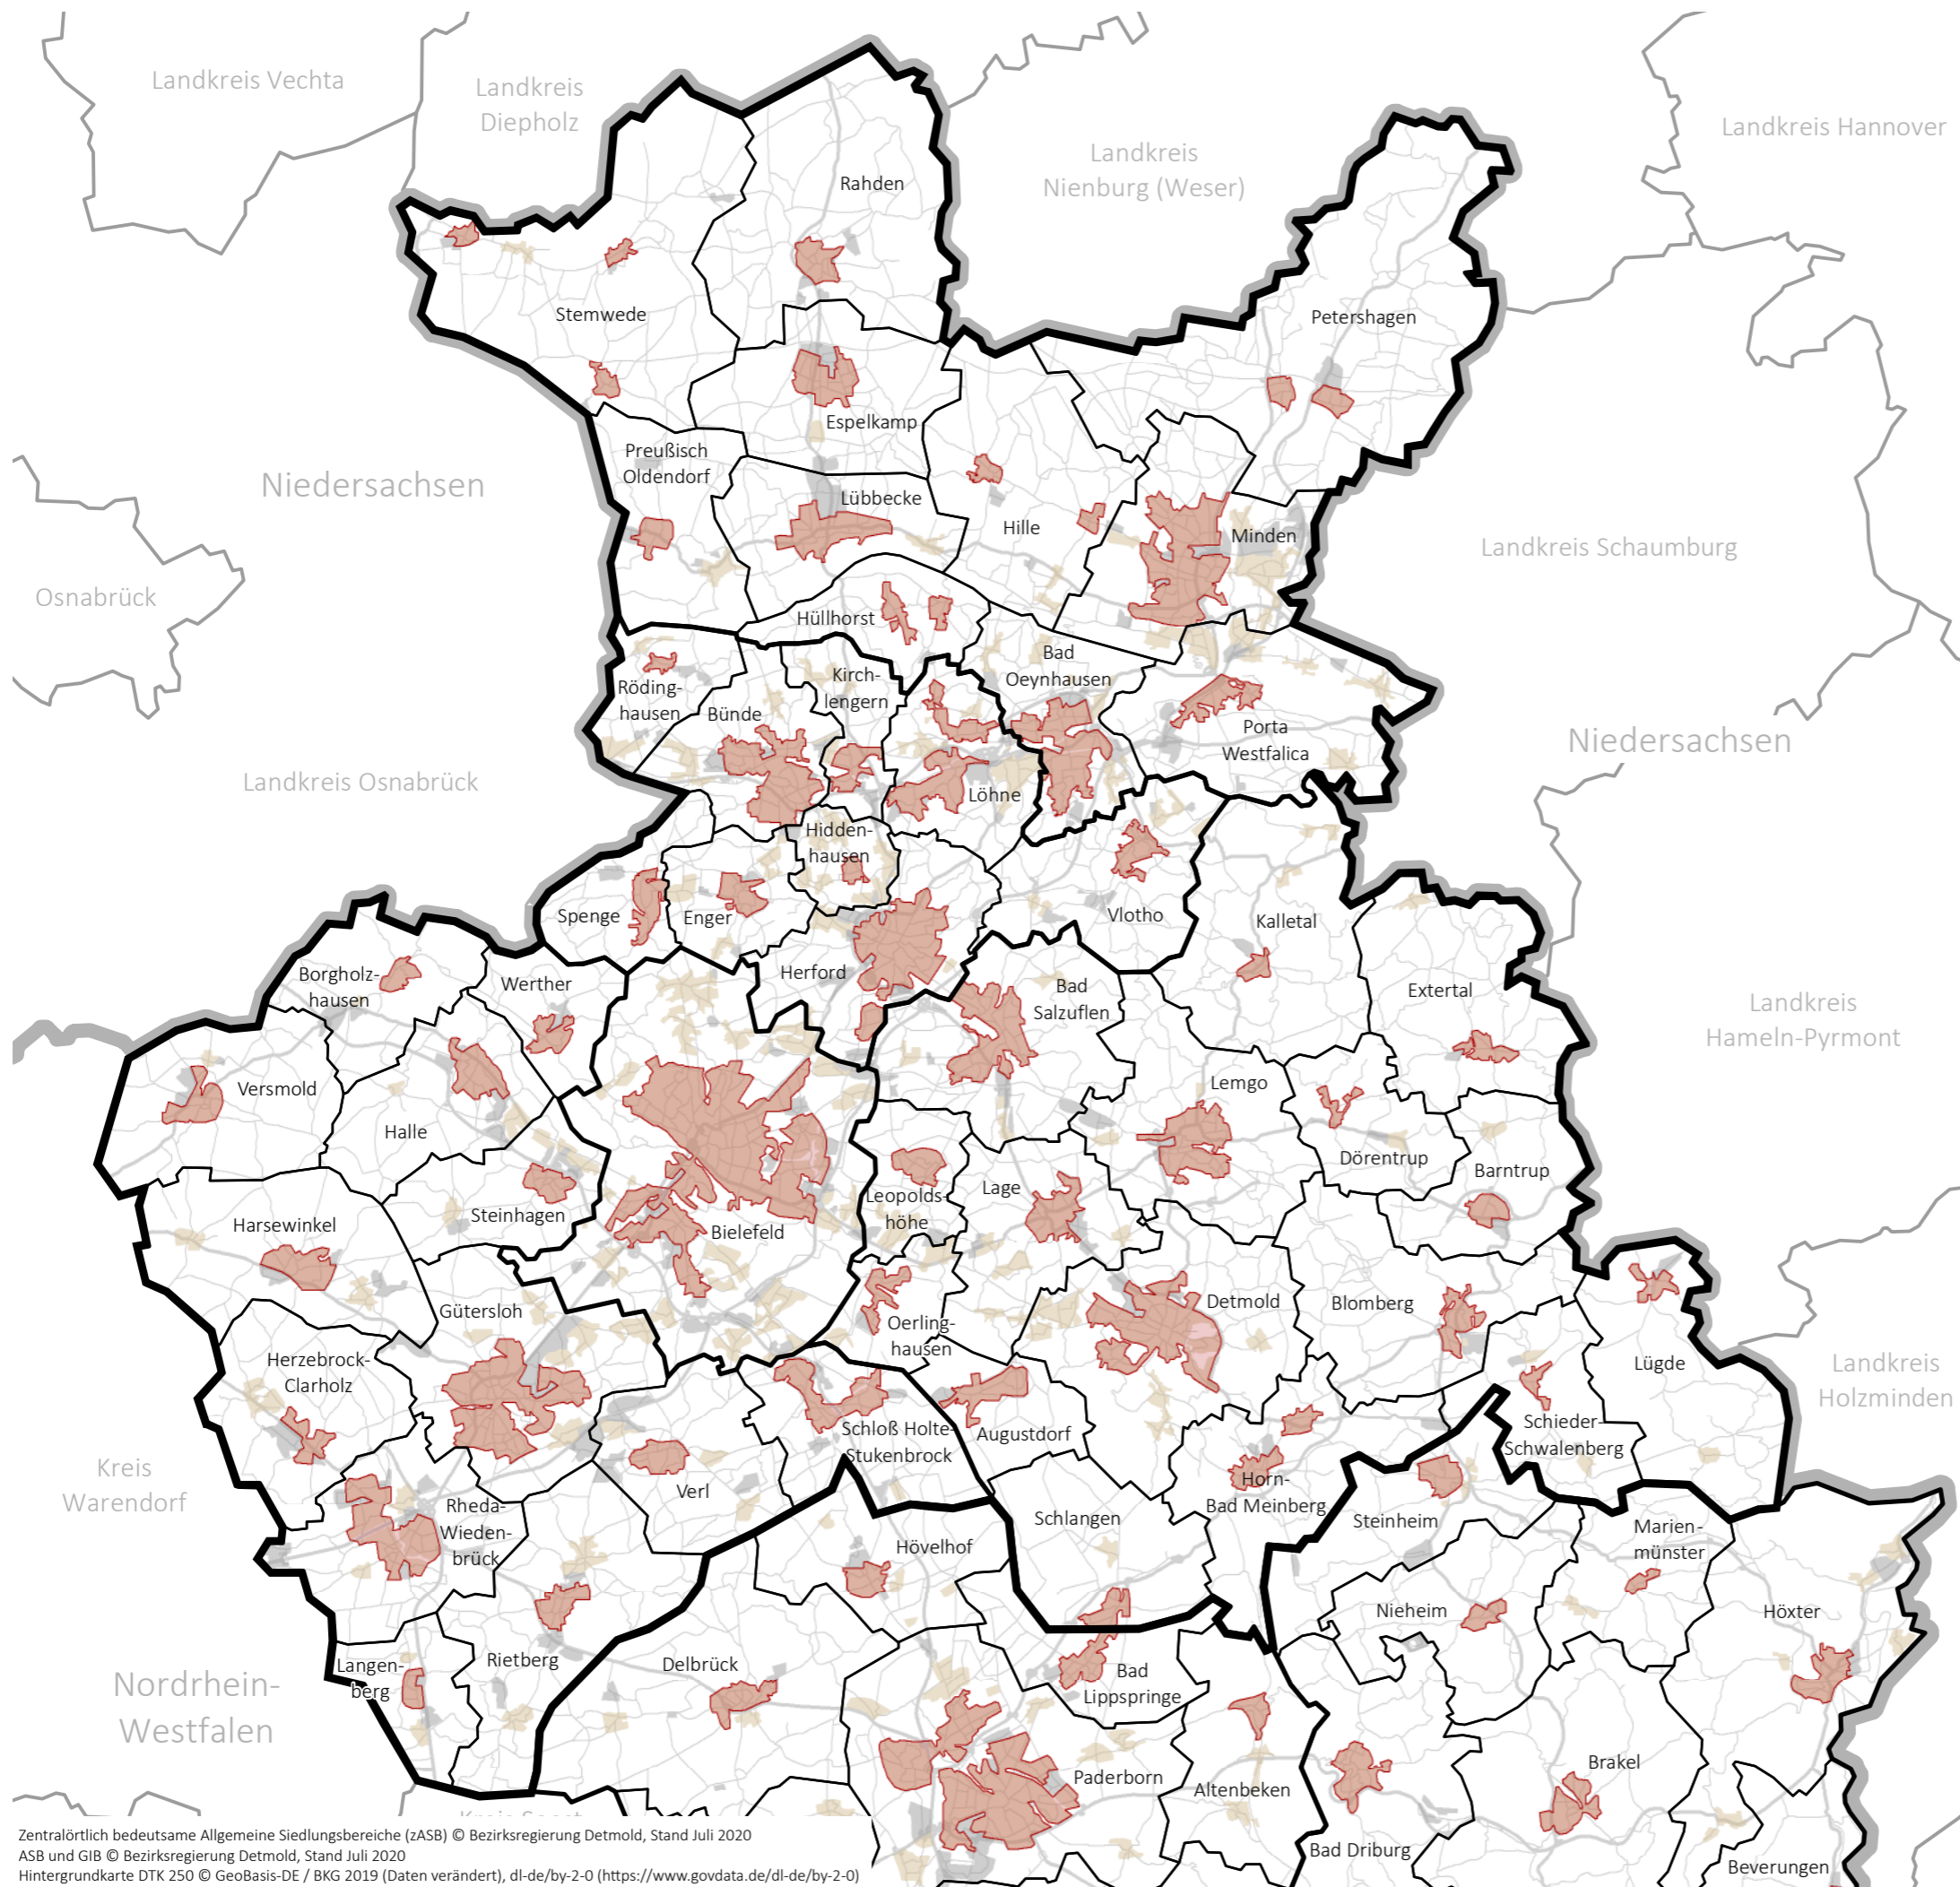 Landkreis Vechta
Landkreis
Diepholz
Landkreis
Nienburg (Weser)
Landkreis Hannover
Rahden
Stemwede
Petershagen
Espelkamp
Preußisch
Oldendorf
Niedersachsen
Lübbecke
Hille
Minden
Landkreis Schaumburg
Osnabrück
Hüllhorst
Bad
Oeynhausen
Kirch-
lengern
Röding-
hausen
Bünde
Porta
Westfalica
Niedersachsen
Landkreis Osnabrück
Löhne
Hidden-
hausen
Spenge
Enger
Vlotho
Kalletal
Herford
Borgholz-
hausen
Werther
Bad
Salzuflen
Extertal
Landkreis
Hameln-Pyrmont
Versmold
Halle
Lemgo
Dörentrup
Barntrup
Steinhagen
Harsewinkel
Bielefeld
Leopolds-
höhe
Lage
Gütersloh
Oerling-
hausen
Detmold
Blomberg
Lügde
Herzebrock-
Clarholz
Landkreis
Holzminden
Schloß Holte-
Stukenbrock
Augustdorf
Schieder-
Schwalenberg
Kreis
Warendorf
Verl
Horn-
Bad Meinberg
Rheda-
Wieden-
brück
Schlangen
Steinheim
Marien-
münster
Hövelhof
Nieheim
Höxter
Langen-
berg
Rietberg
Delbrück
Bad
Lippspringe
Nordrhein-
Westfalen
Paderborn
Altenbeken
Brakel
Bad Driburg
Beverungen
Zentralörtlich bedeutsame Allgemeine Siedlungsbereiche (zASB) © Bezirksregierung Detmold, Stand Juli 2020
ASB und GIB © Bezirksregierung Detmold, Stand Juli 2020
Hintergrundkarte DTK 250 © GeoBasis-DE / BKG 2019 (Daten verändert), dl-de/by-2-0 (https://www.govdata.de/dl-de/by-2-0)